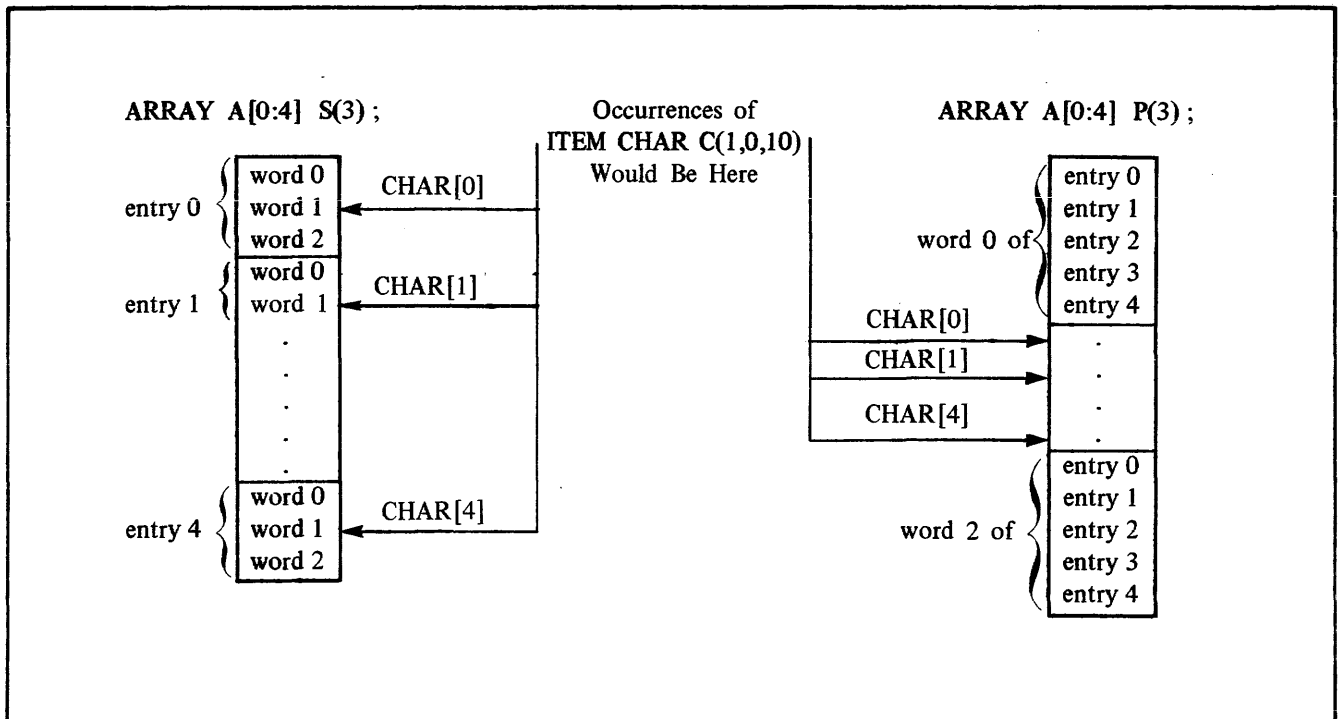 ARRAY A[0:4] S(3) ;
entry 0
word 0
word 1
word 2
entry 1
word 0
word 1
.
.
.
.
.
entry 4
word 0
word 1
word 2
CHAR[0]
CHAR[1]
CHAR[4]
Occurrences of
ITEM CHAR C(1,0,10)
Would Be Here
CHAR[0]
CHAR[1]
CHAR[4]
ARRAY A[0:4] P(3) ;
word 0 of
entry 0
entry 1
entry 2
entry 3
entry 4
.
.
.
.
word 2 of
entry 0
entry 1
entry 2
entry 3
entry 4